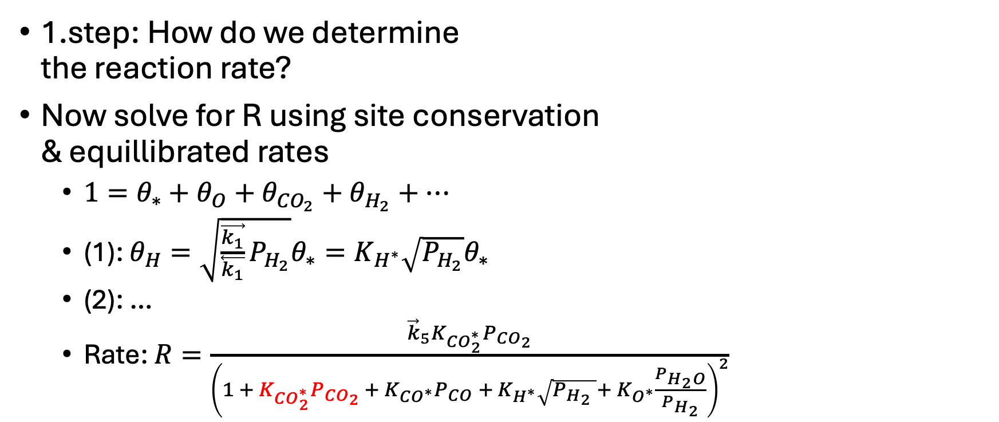 • 1.step: How do we determine
the reaction rate?
• Now solve for R using site conservation
& equillibrated rates
• $1 = \theta_* + \theta_O + \theta_{CO_2} + \theta_{H_2} + \cdots$
• (1): $\theta_H = \sqrt{\frac{\overrightarrow{k_1}}{\overleftarrow{k_1}} P_{H_2}} \theta_* = K_{H^*} \sqrt{P_{H_2}} \theta_*$
• (2): ...
• Rate: $R = \frac{\vec{k}_5 K_{CO_2^*} P_{CO_2}}{\left(1 + K_{CO_2^*} P_{CO_2} + K_{CO^*} P_{CO} + K_{H^*} \sqrt{P_{H_2}} + K_{O^*} \frac{P_{H_2O}}{P_{H_2}}\right)^2}$